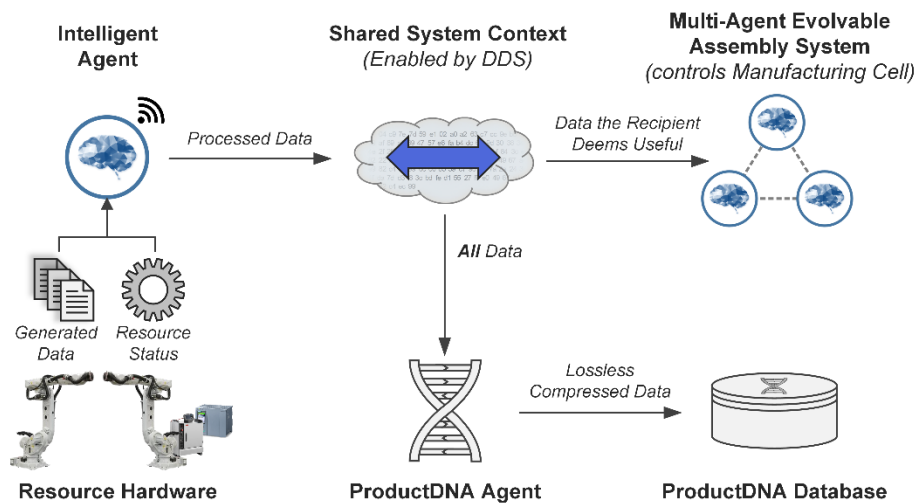 Intelligent
Agent
Shared System Context
(Enabled by DDS)
Multi-Agent Evolvable
Assembly System
(controls Manufacturing Cell)
Processed Data
Data the Recipient
Deems Useful
All Data
Generated
Data
Resource
Status
Lossless
Compressed Data
Resource Hardware
ProductDNA Agent
ProductDNA Database